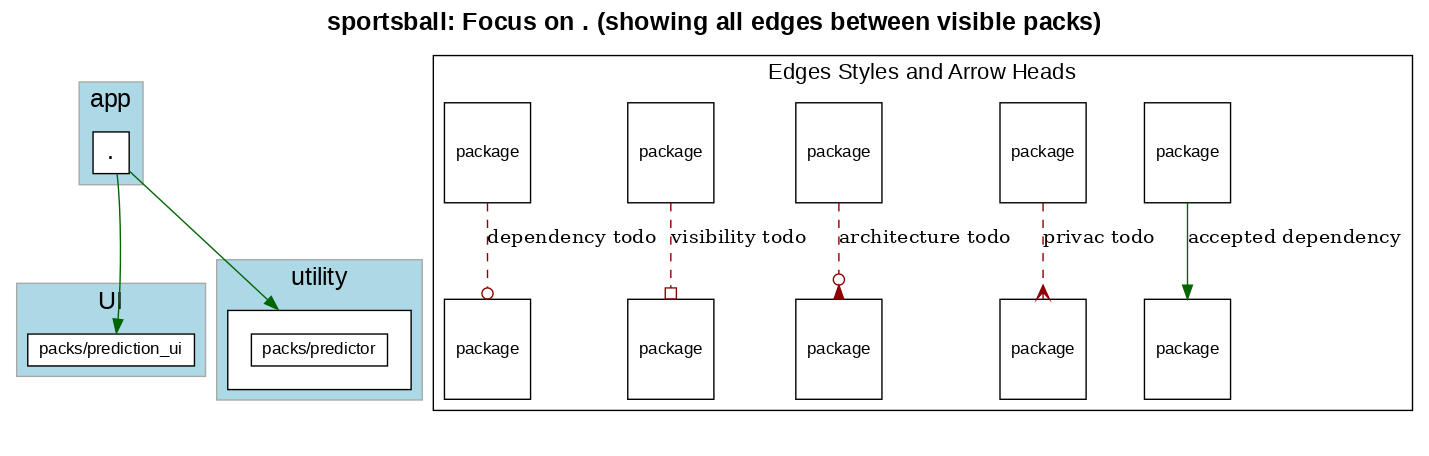 sportsball: Focus on . (showing all edges between visible packs)
app
.
UI
packs/prediction_ui
utility
packs/predictor
Edges Styles and Arrow Heads
package
package
package
package
package
dependency todo
visibility todo
architecture todo
privac todo
accepted dependency
package
package
package
package
package